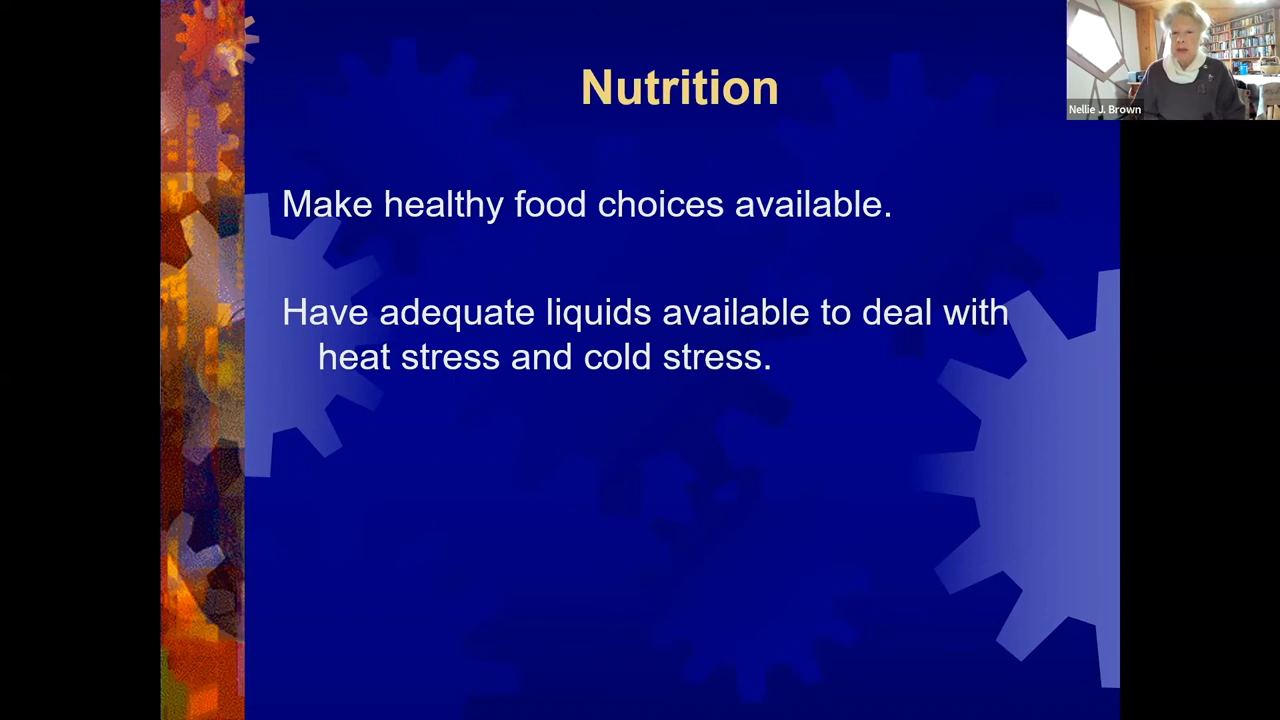 Nutrition
Nellie J. Brown
Make healthy food choices available.
Have adequate liquids available to deal with
heat stress and cold stress.